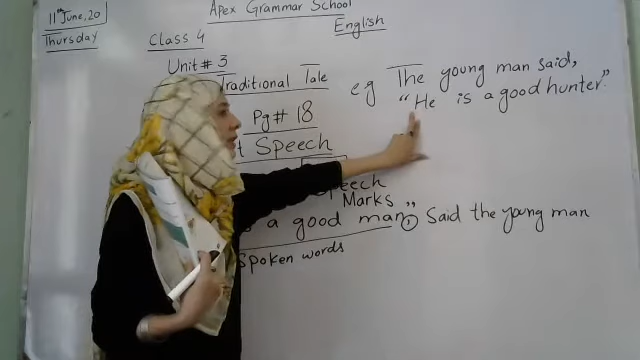 11th June, 20
Thursday
Apex Grammar School
English
Class 4
Unit # 3
Traditional Tale
Pg # 18
Speech
e.g The young man said,
“He is a good hunter.”
Speech
Marks
a good man,” Said the young man
Spoken words